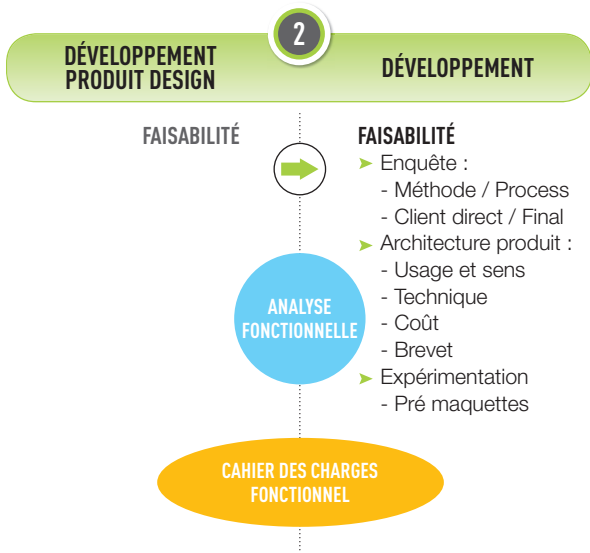 2
DÉVELOPPEMENT
PRODUIT DESIGN
DÉVELOPPEMENT
FAISABILITÉ
FAISABILITÉ
➤ Enquête :
- Méthode / Process
- Client direct / Final
➤ Architecture produit :
- Usage et sens
- Technique
- Coût
- Brevet
➤ Expérimentation
- Pré maquettes
ANALYSE
FONCTIONNELLE
CAHIER DES CHARGES
FONCTIONNEL